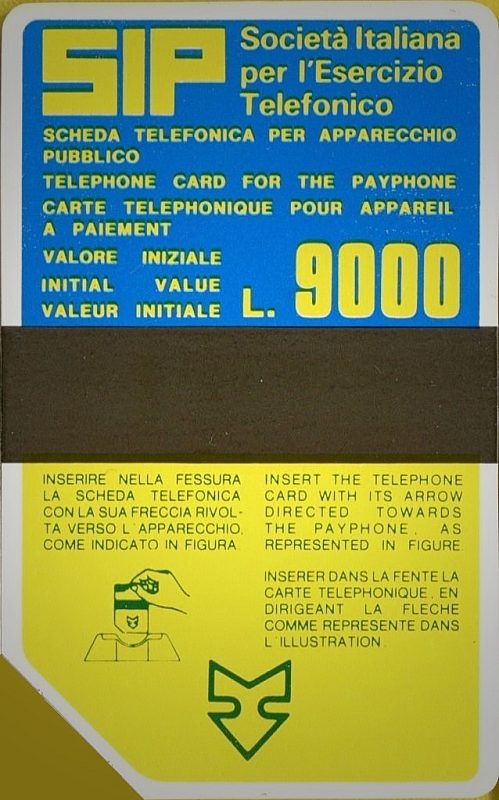 SIP
Società Italiana
per l'Esercizio
Telefonico
SCHEDA TELEFONICA PER APPARECCHIO
PUBBLICO
TELEPHONE CARD FOR THE PAYPHONE
CARTE TELEPHONIQUE POUR APPAREIL
A PAIEMENT
VALORE INIZIALE
INITIAL VALUE
VALEUR INITIALE
L. 9000
INSERIRE NELLA FESSURA
LA SCHEDA TELEFONICA
CON LA SUA FRECCIA RIVOL-
TA VERSO L'APPARECCHIO,
COME INDICATO IN FIGURA.
INSERT THE TELEPHONE
CARD WITH ITS ARROW
DIRECTED TOWARDS
THE PAYPHONE, AS
REPRESENTED IN FIGURE
INSERER DANS LA FENTE LA
CARTE TELEPHONIQUE, EN
DIRIGEANT LA FLECHE
COMME REPRESENTE DANS
L'ILLUSTRATION.